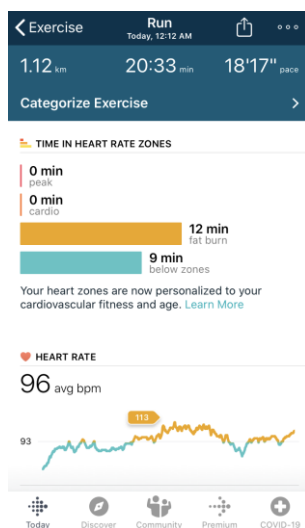 Exercise
Run
Today, 12:12 AM
1.12 km
20:33 min
18'17" pace
Categorize Exercise
TIME IN HEART RATE ZONES
0 min
peak
0 min
cardio
12 min
fat burn
9 min
below zones
Your heart zones are now personalized to your
cardiovascular fitness and age. Learn More
HEART RATE
96 avg bpm
113
93
Today
Discover
Community
Premium
COVID-19